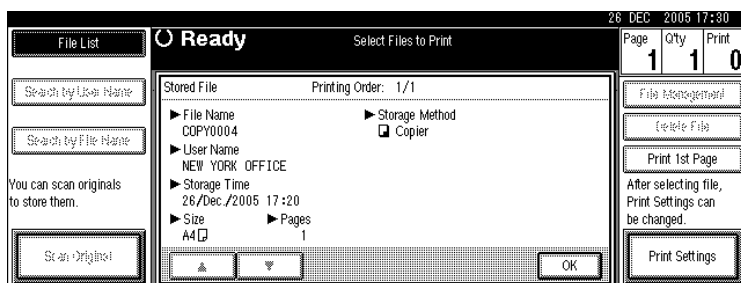 26 DEC 2005 17:30
File List
Ready
Select Files to Print
Page Q'ty Print
1 1 0
Search by User Name
Search by File Name
You can scan originals
to store them.
Scan Original
Stored File Printing Order: 1/1
► File Name
COPY0004
► User Name
NEW YORK OFFICE
► Storage Time
26/Dec./2005 17:20
► Size ► Pages
A4 1
► Storage Method
Copier
▲ ▼ OK
File Management
Delete File
Print 1st Page
After selecting file,
Print Settings can
be changed.
Print Settings